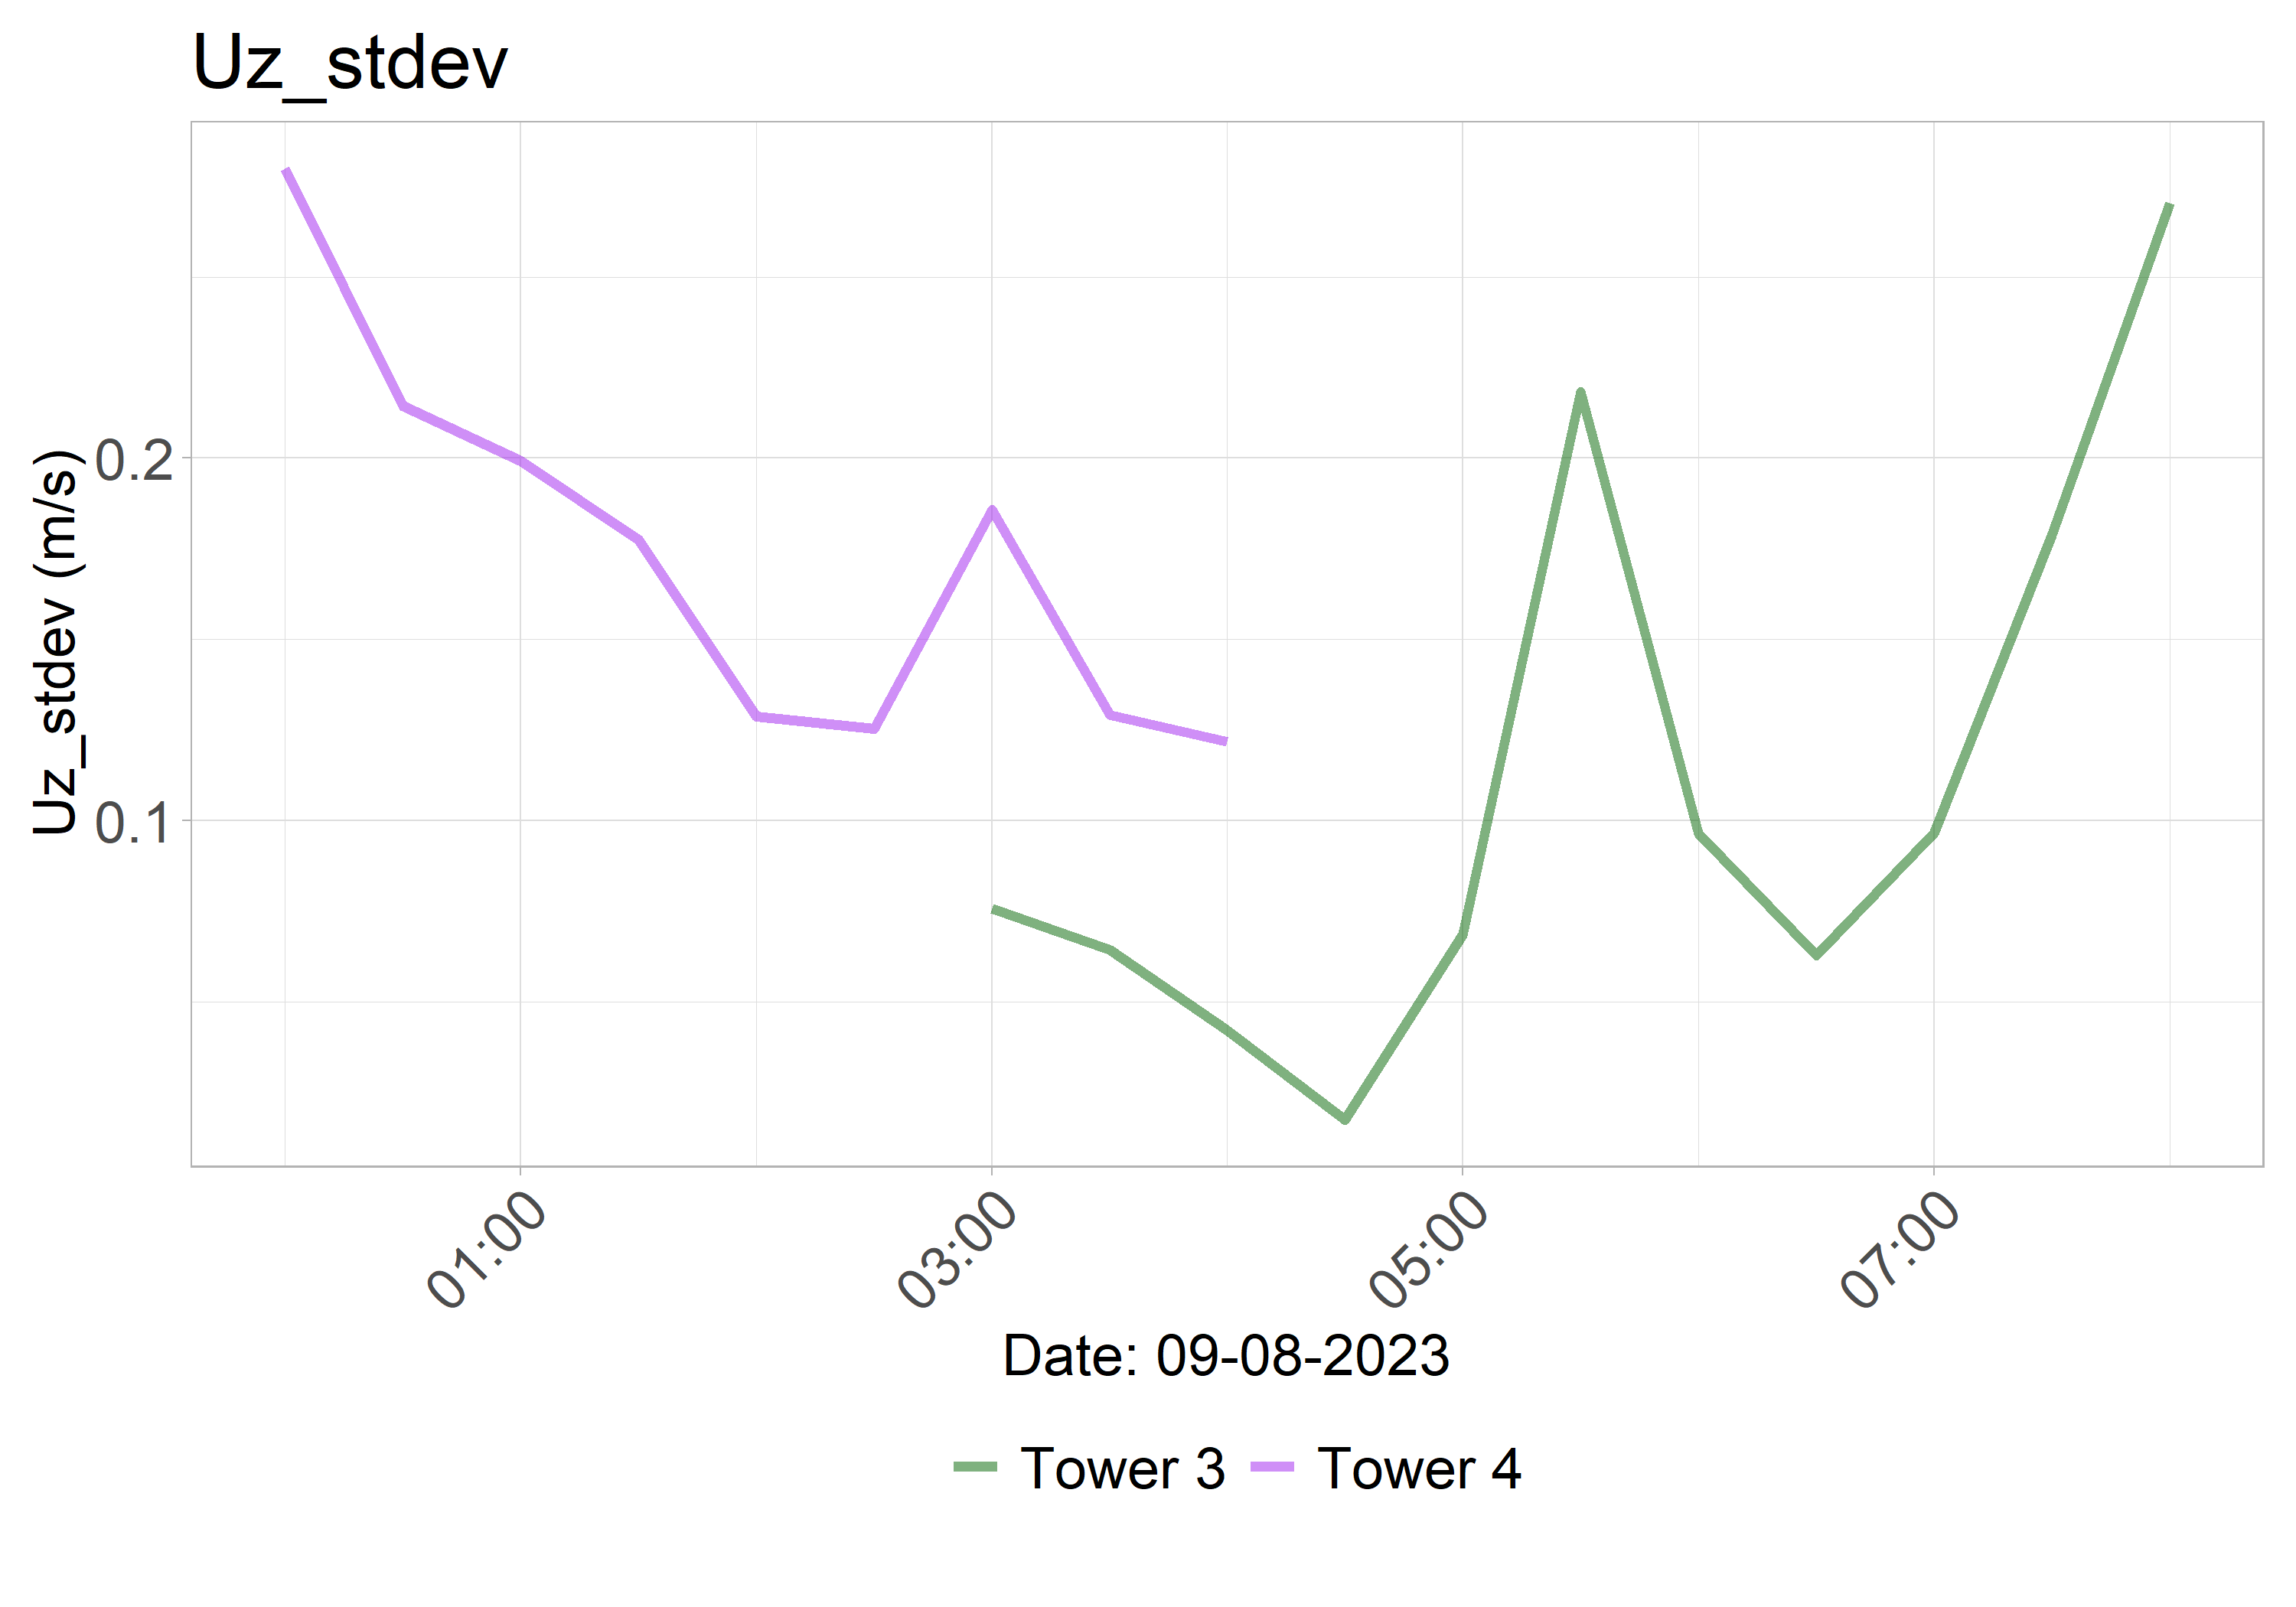 Uz_stdev
Uz_stdev (m/s)
0.2
0.1
01:00
03:00
05:00
07:00
Date: 09-08-2023
Tower 3
Tower 4